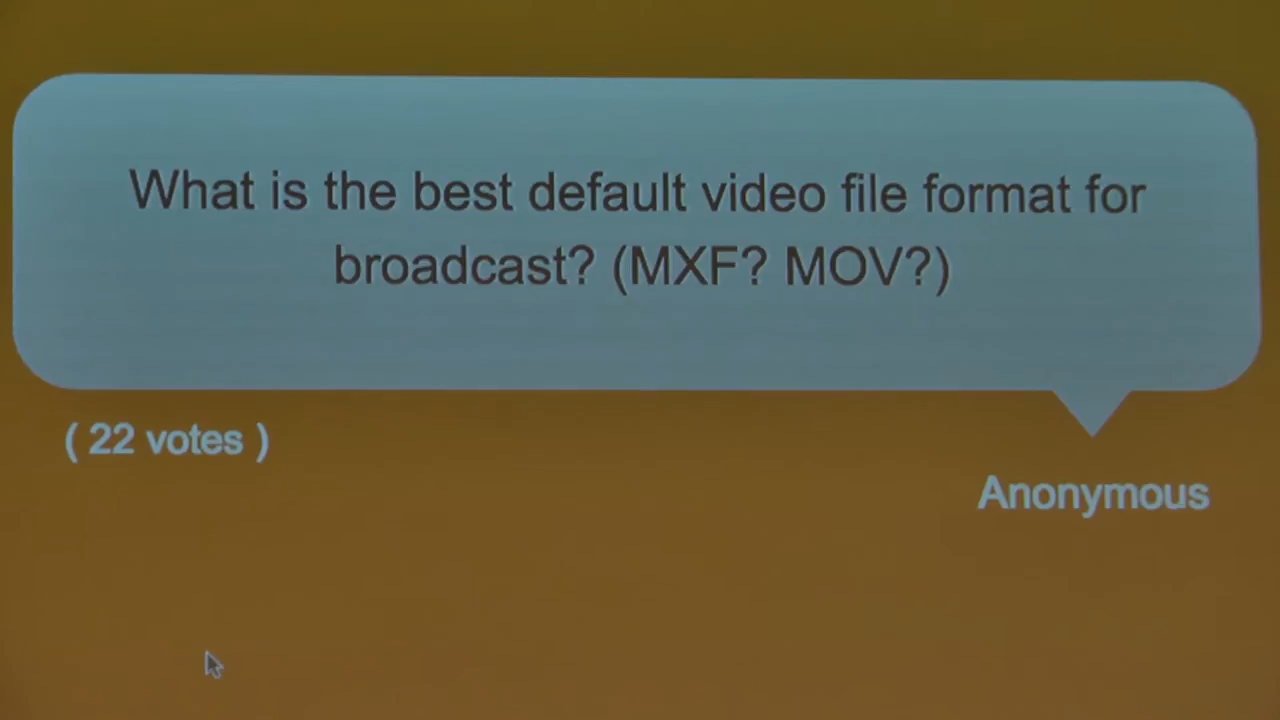 What is the best default video file format for
broadcast? (MXF? MOV?)
( 22 votes )
Anonymous